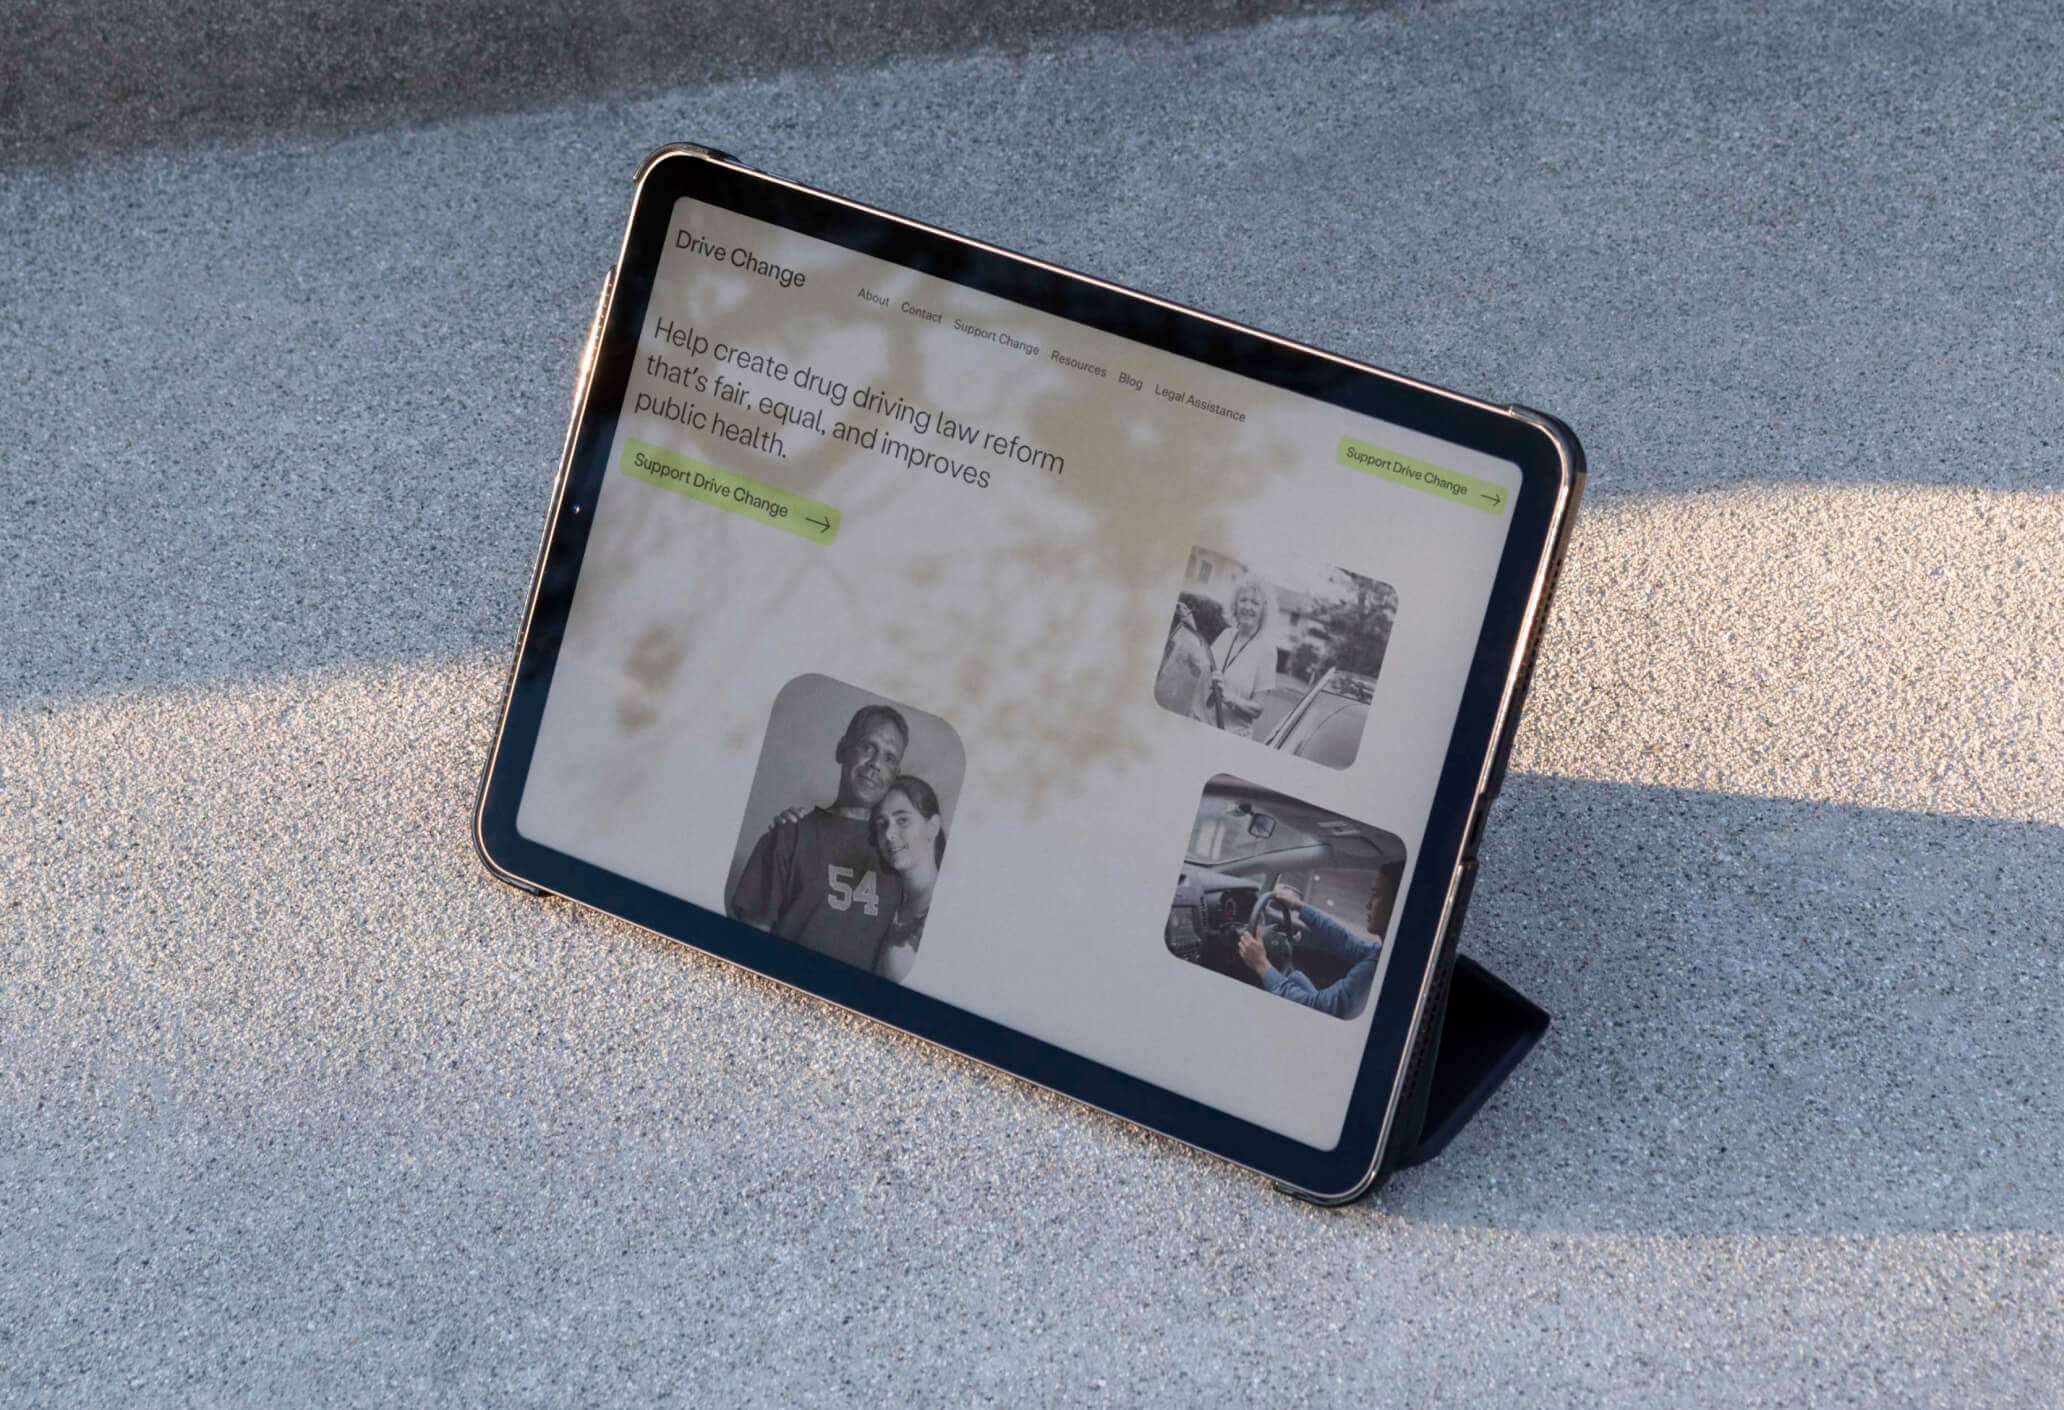 Drive Change
About Contact Support Change Resources Blog Legal Assistance
Support Drive Change →
Help create drug driving law reform
that's fair, equal, and improves
public health.
Support Drive Change →
54